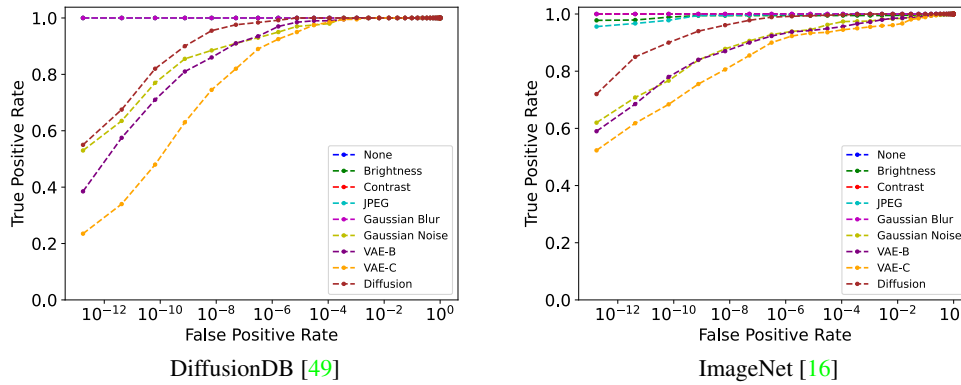 1.0
0.8
0.6
0.4
0.2
0.0
True Positive Rate
10⁻¹² 10⁻¹⁰ 10⁻⁸ 10⁻⁶ 10⁻⁴ 10⁻² 10⁰
False Positive Rate
None
Brightness
Contrast
JPEG
Gaussian Blur
Gaussian Noise
VAE-B
VAE-C
Diffusion
DiffusionDB [49]
1.0
0.8
0.6
0.4
0.2
0.0
True Positive Rate
10⁻¹² 10⁻¹⁰ 10⁻⁸ 10⁻⁶ 10⁻⁴ 10⁻² 10
False Positive Rate
None
Brightness
Contrast
JPEG
Gaussian Blur
Gaussian Noise
VAE-B
VAE-C
Diffusion
ImageNet [16]